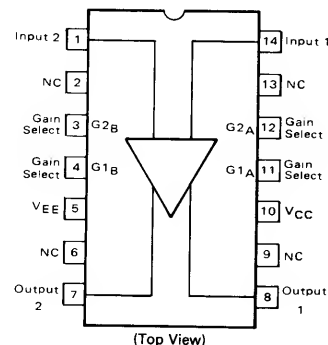 Input 2 1 14 Input 1
NC 2 13 NC
Gain Select 3 G2B G2A 12 Gain Select
Gain Select 4 G1B G1A 11 Gain Select
VEE 5 10 VCC
NC 6 9 NC
Output 2 7 8 Output 1
(Top View)